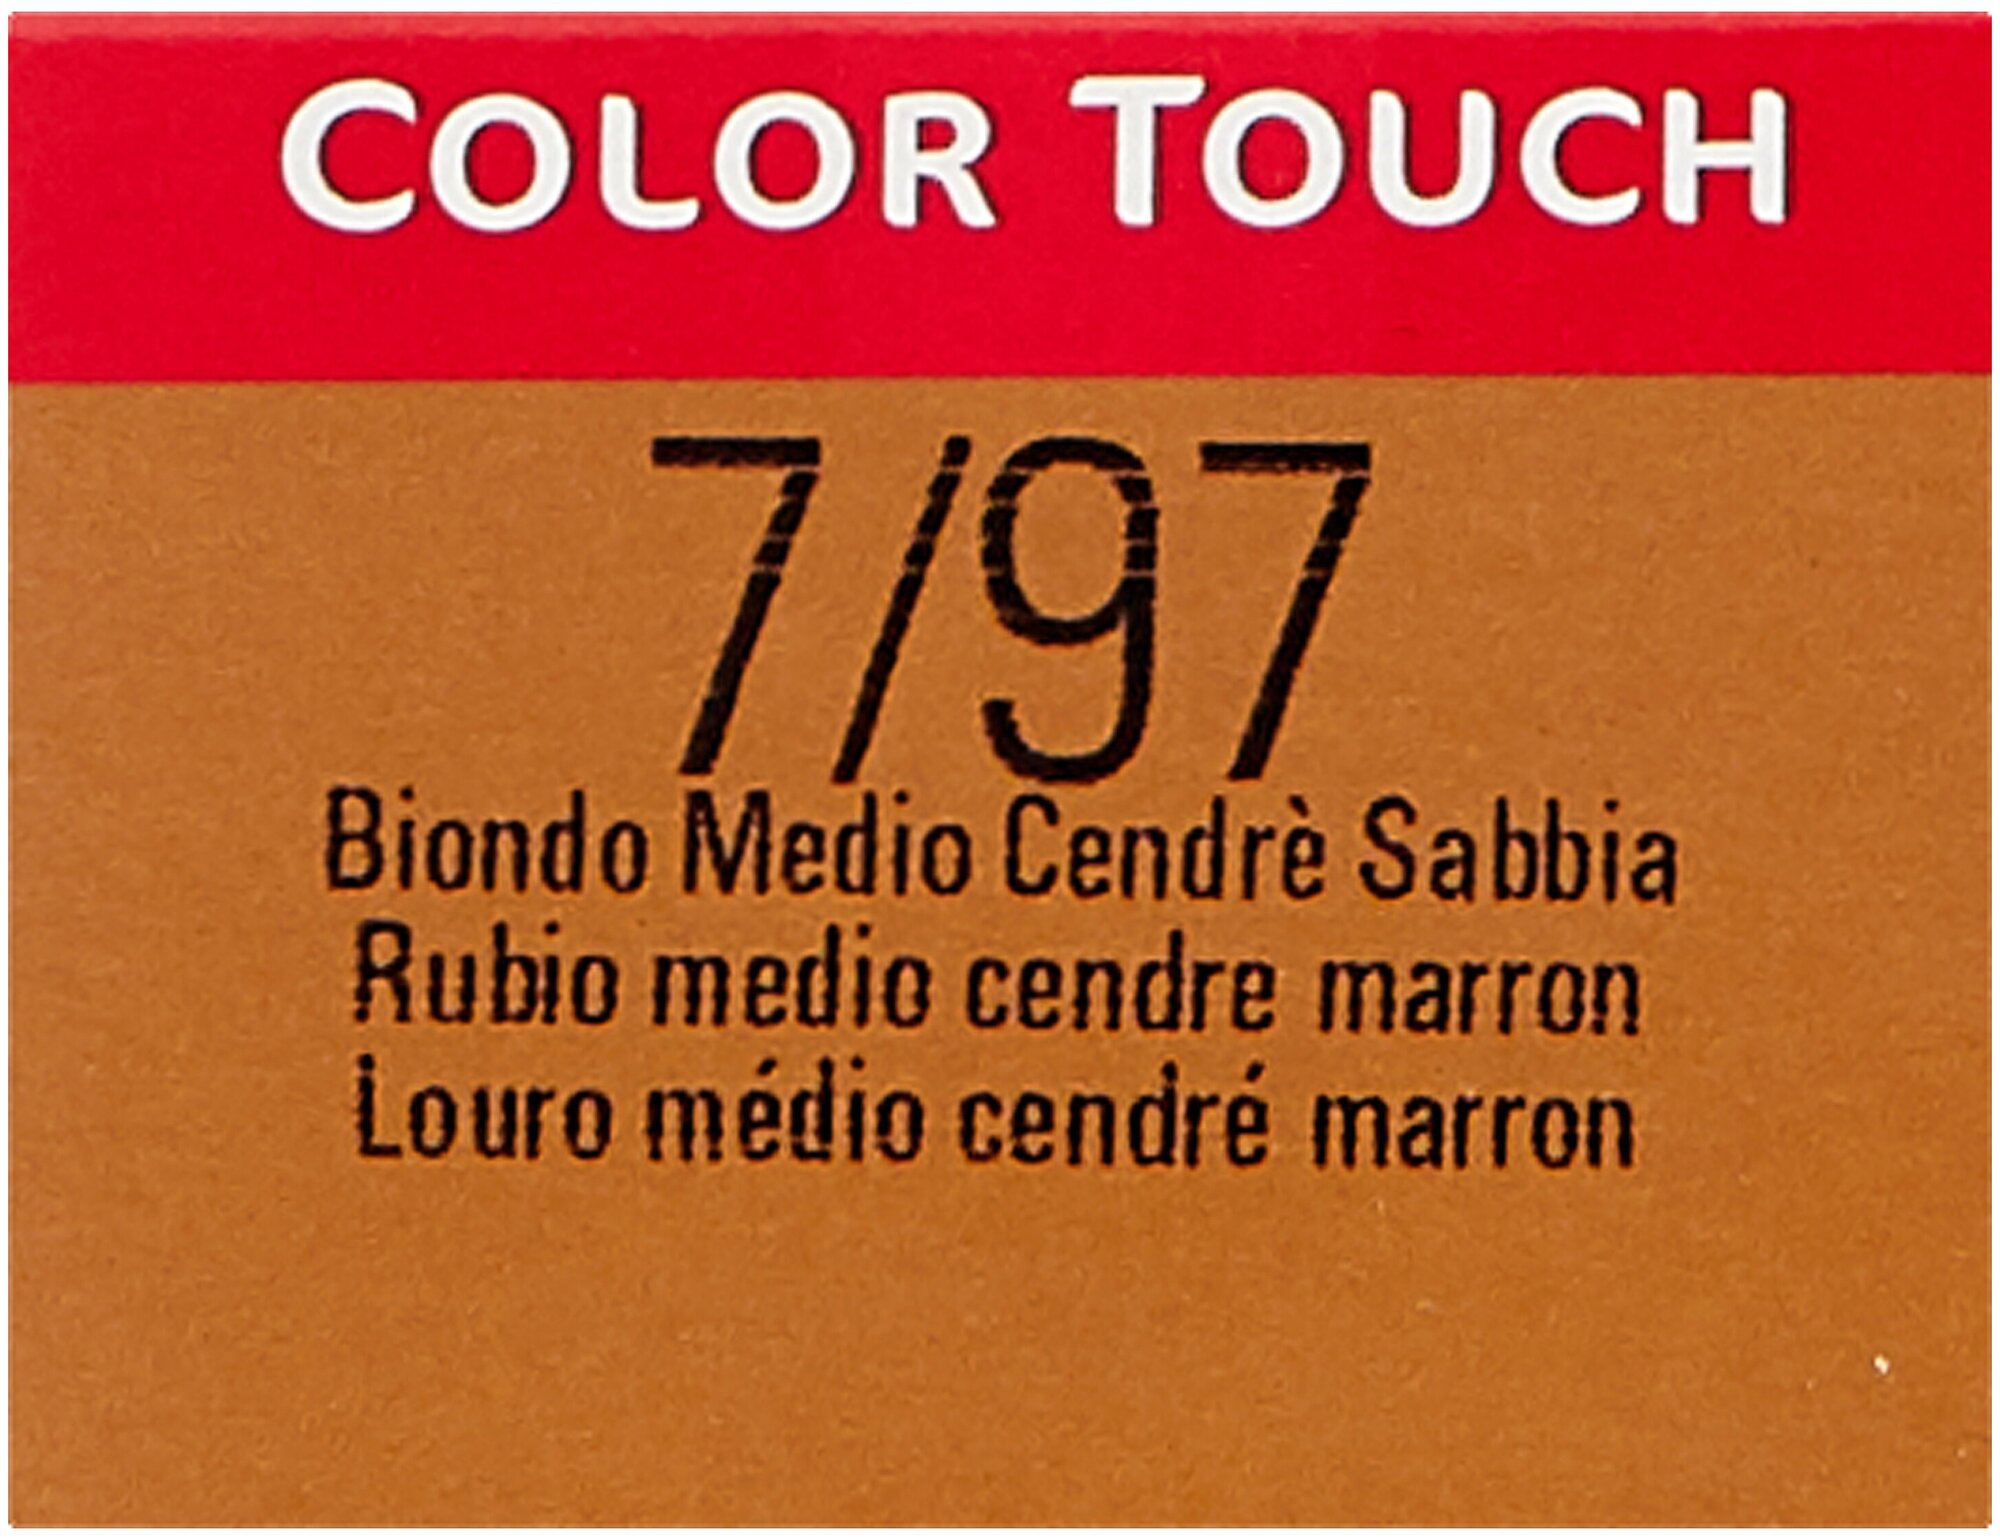 COLOR TOUCH
7/97
Biondo Medio Cendrè Sabbia
Rubio medio cendre marron
Louro médio cendré marron